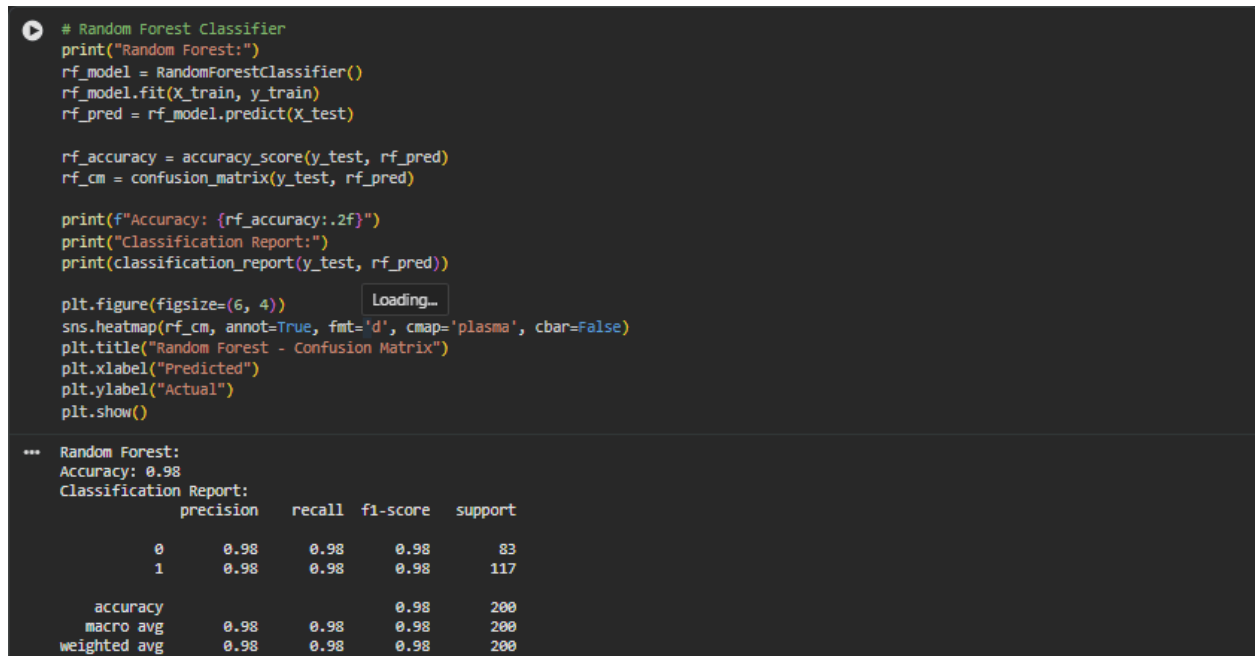 # Random Forest Classifier
print("Random Forest:")
rf_model = RandomForestClassifier()
rf_model.fit(X_train, y_train)
rf_pred = rf_model.predict(X_test)

rf_accuracy = accuracy_score(y_test, rf_pred)
rf_cm = confusion_matrix(y_test, rf_pred)

print(f"Accuracy: {rf_accuracy:.2f}")
print("Classification Report:")
print(classification_report(y_test, rf_pred))

plt.figure(figsize=(6, 4))
Loading...
sns.heatmap(rf_cm, annot=True, fmt='d', cmap='plasma', cbar=False)
plt.title("Random Forest - Confusion Matrix")
plt.xlabel("Predicted")
plt.ylabel("Actual")
plt.show()

Random Forest:
Accuracy: 0.98
Classification Report:
              precision    recall  f1-score   support

           0       0.98      0.98      0.98        83
           1       0.98      0.98      0.98       117

    accuracy                           0.98       200
   macro avg       0.98      0.98      0.98       200
weighted avg       0.98      0.98      0.98       200